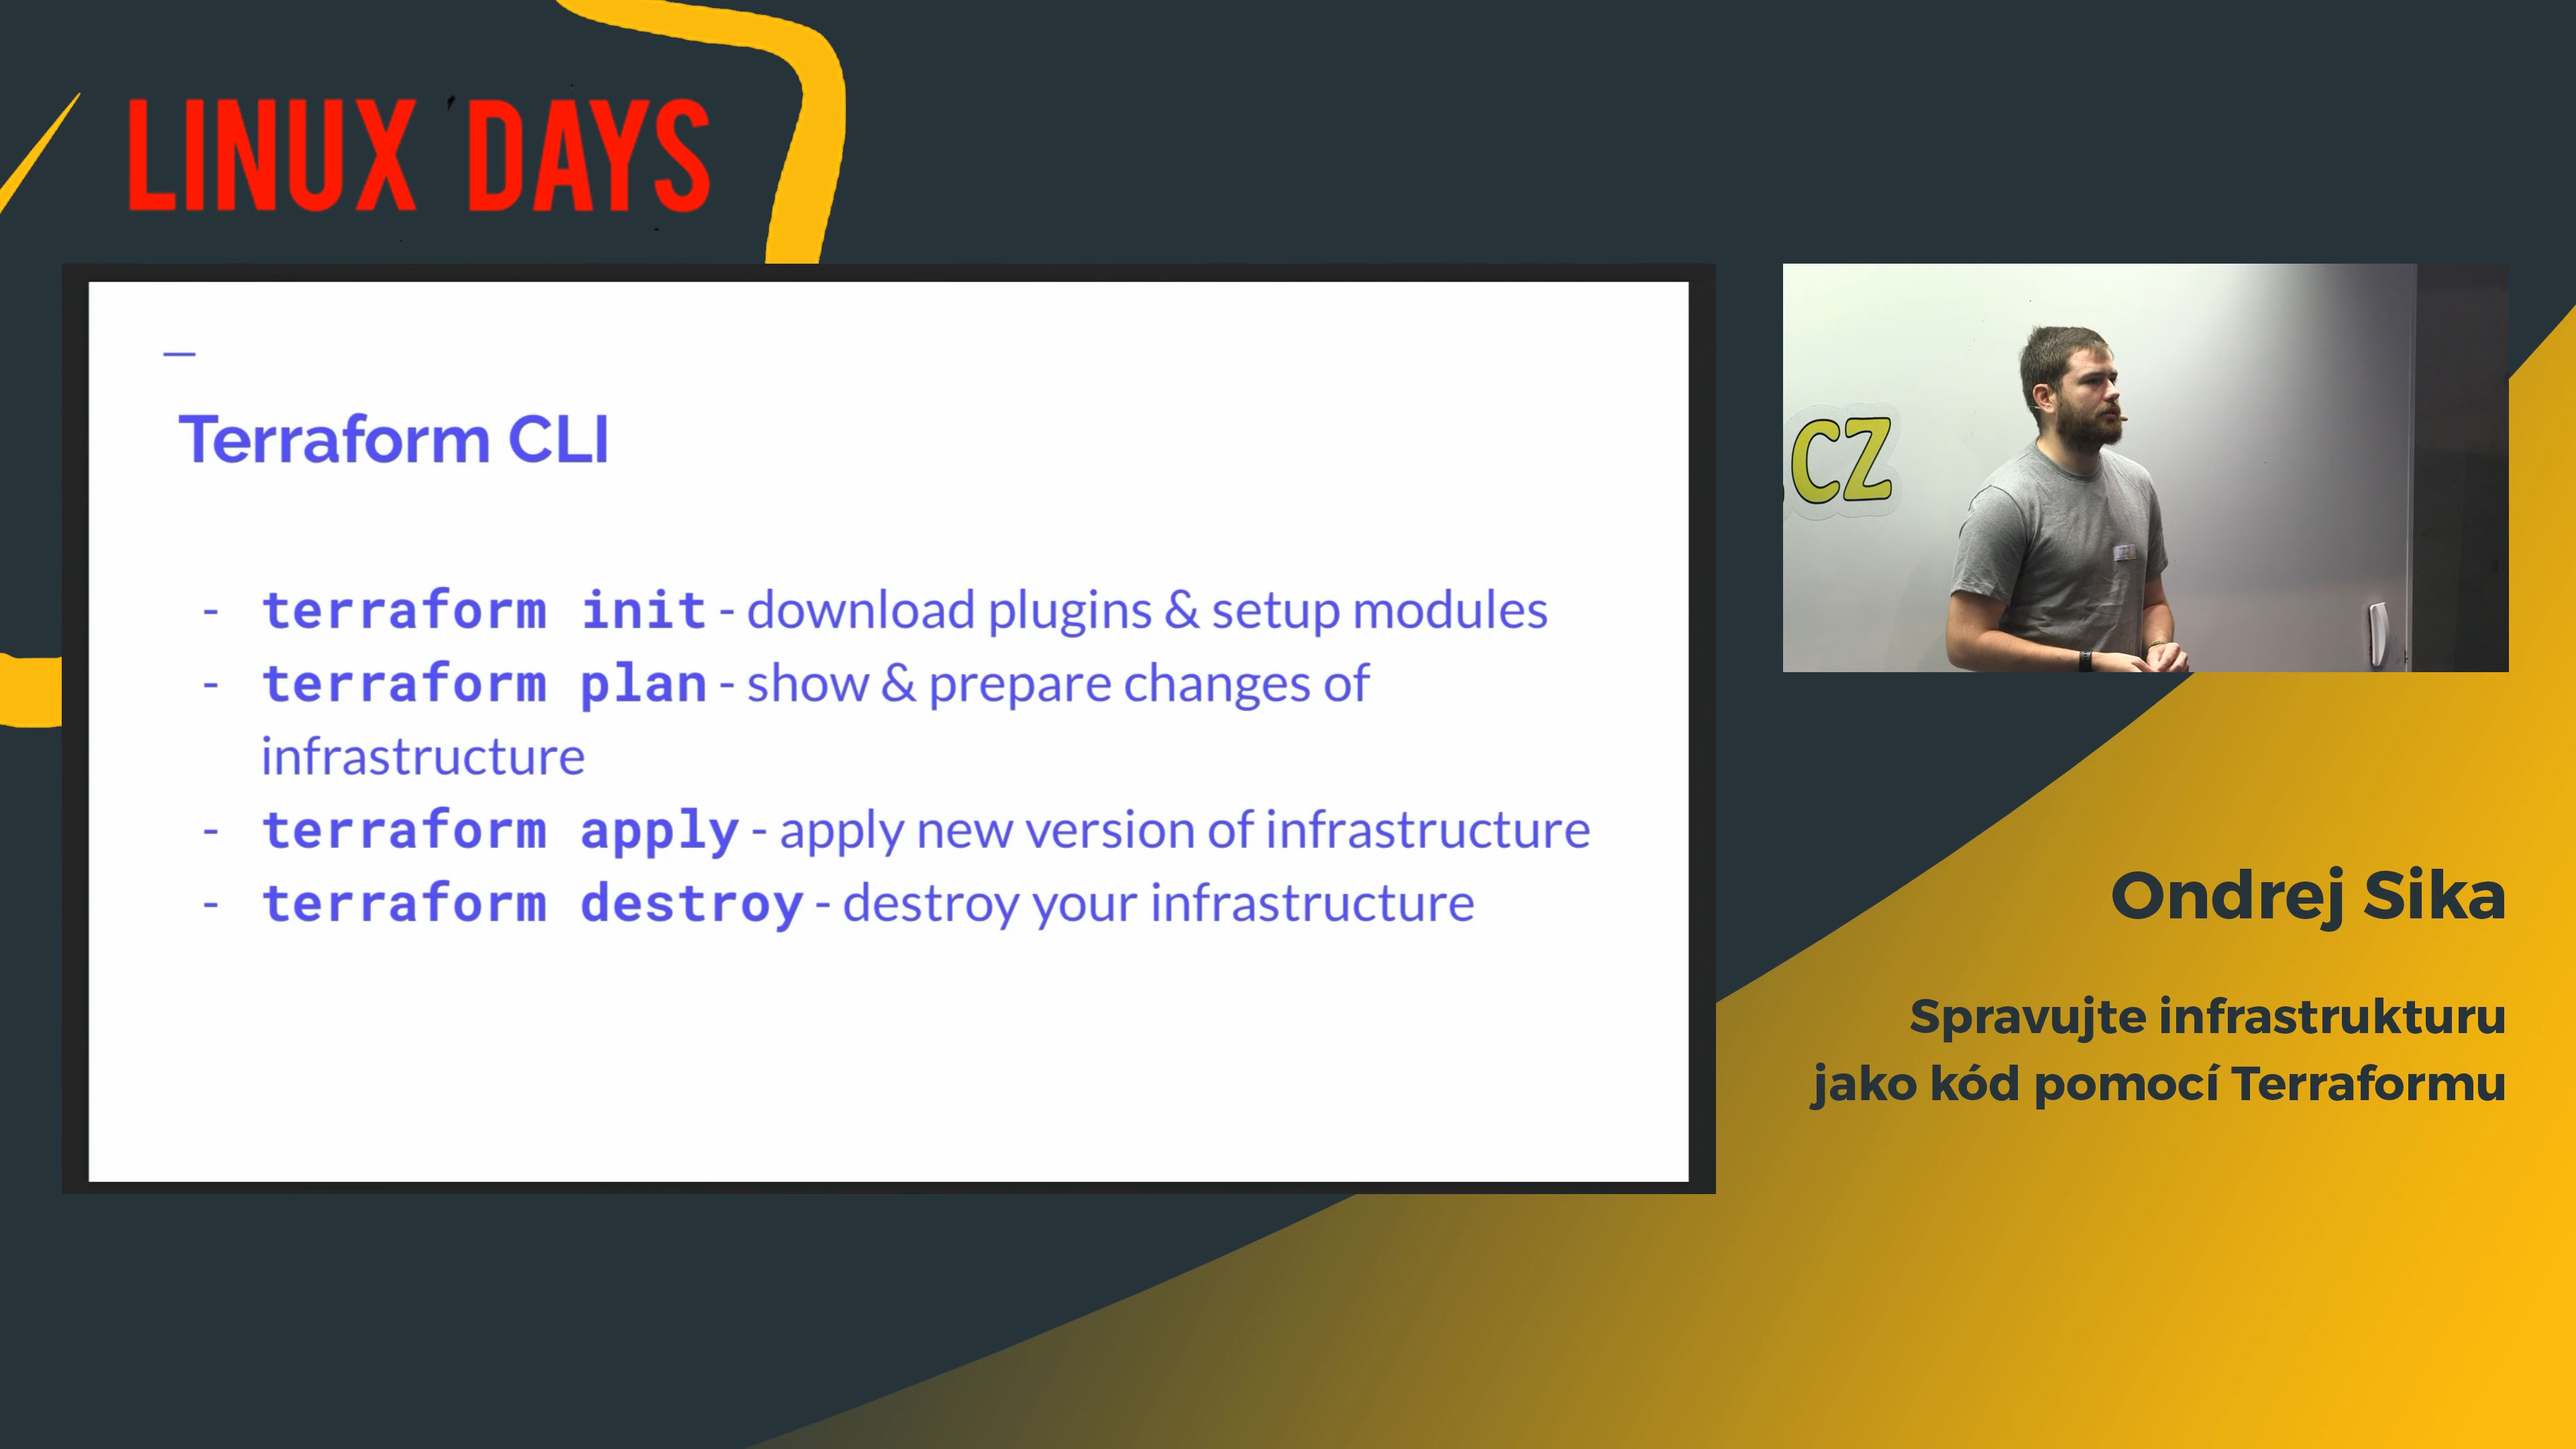 LINUX DAYS
Terraform CLI
- terraform init - download plugins & setup modules
- terraform plan - show & prepare changes of
infrastructure
- terraform apply - apply new version of infrastructure
- terraform destroy - destroy your infrastructure
CZ
Ondrej Sika
Spravujte infrastrukturu
jako kód pomocí Terraformu